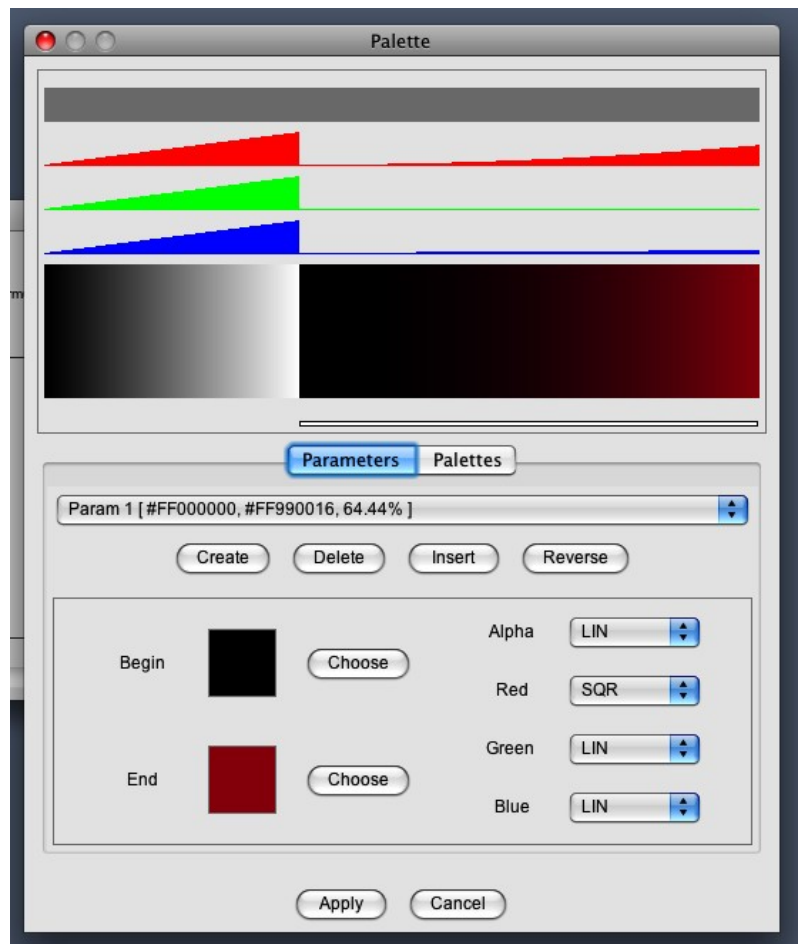 Palette
rm
Parameters Palettes
Param 1 [ #FF000000, #FF990016, 64.44% ]
Create Delete Insert Reverse
Begin Choose
Alpha LIN
Red SQR
End Choose
Green LIN
Blue LIN
Apply Cancel